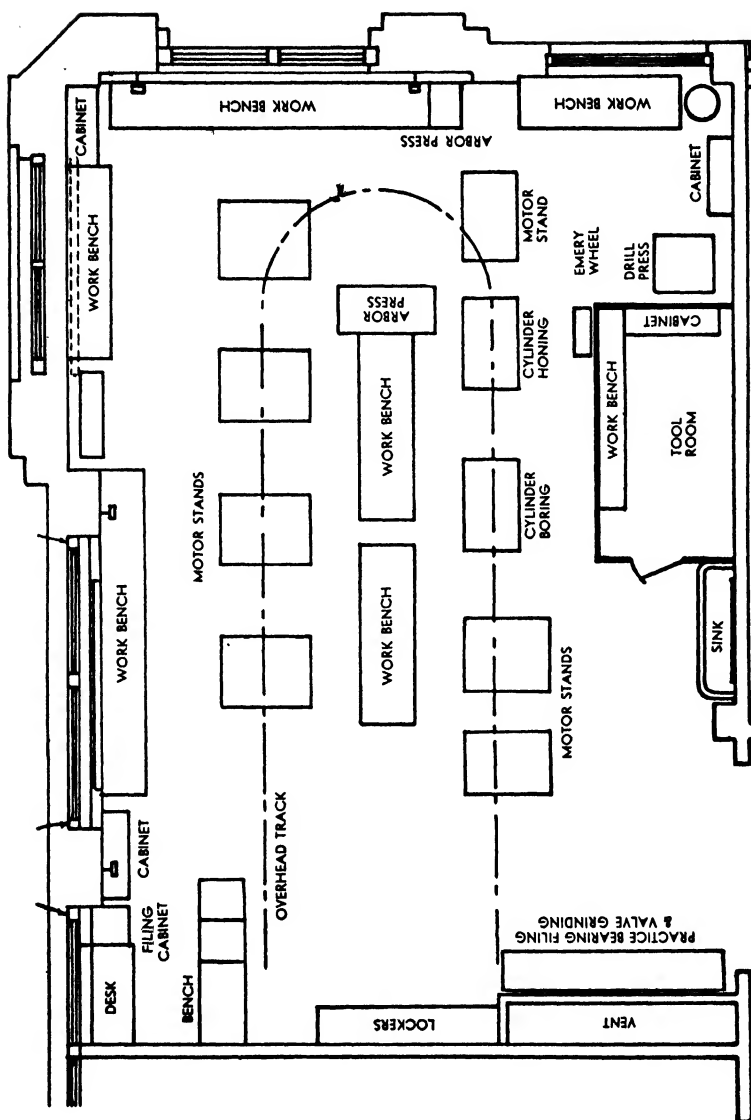 WORK BENCH
WORK BENCH
CABINET
ARBOR PRESS
CABINET
WORK BENCH
MOTOR
STAND
EMERY
WHEEL
DRILL
PRESS
ARBOR
PRESS
CYLINDER
HONING
CABINET
WORK BENCH
WORK BENCH
TOOL
ROOM
MOTOR STANDS
CYLINDER
BORING
WORK BENCH
WORK BENCH
SINK
MOTOR STANDS
OVERHEAD TRACK
CABINET
FILING
CABINET
DESK
BENCH
PRACTICE BEARING FILING
& VALVE GRINDING
LOCKERS
VENT